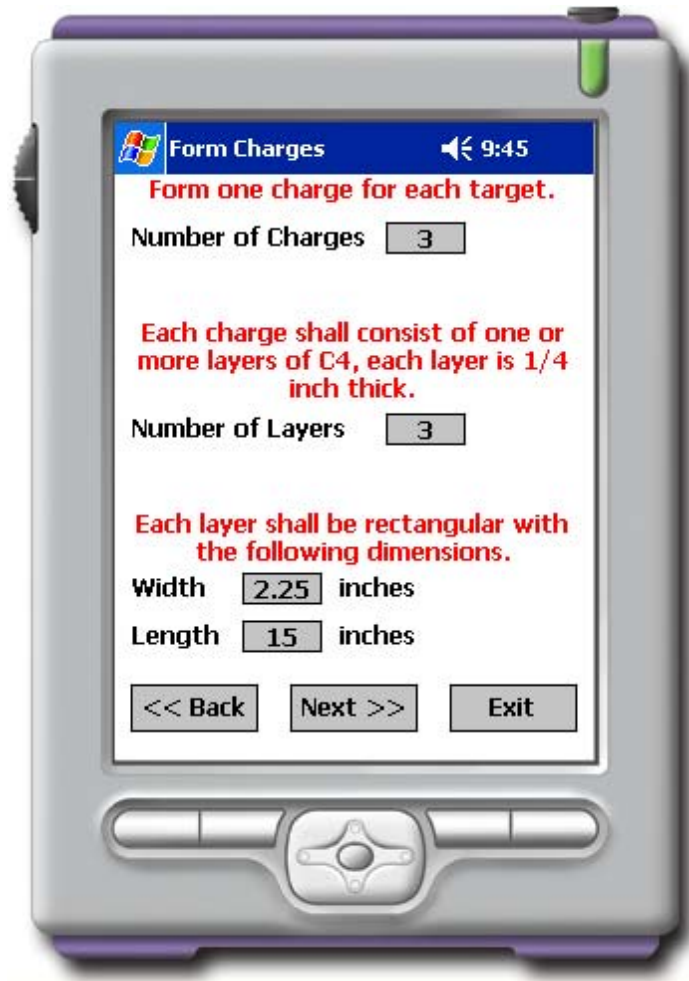 Form Charges 9:45
Form one charge for each target.
Number of Charges 3
Each charge shall consist of one or
more layers of C4, each layer is 1/4
inch thick.
Number of Layers 3
Each layer shall be rectangular with
the following dimensions.
Width 2.25 inches
Length 15 inches
<< Back Next >> Exit